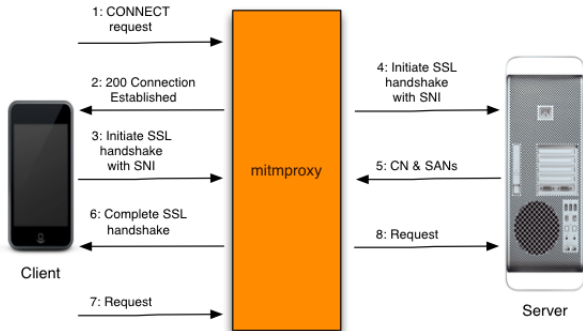 1: CONNECT
request
2: 200 Connection
Established
3: Initiate SSL
handshake
with SNI
4: Initiate SSL
handshake
with SNI
mitmproxy
5: CN & SANs
6: Complete SSL
handshake
7: Request
8: Request
Client
Server